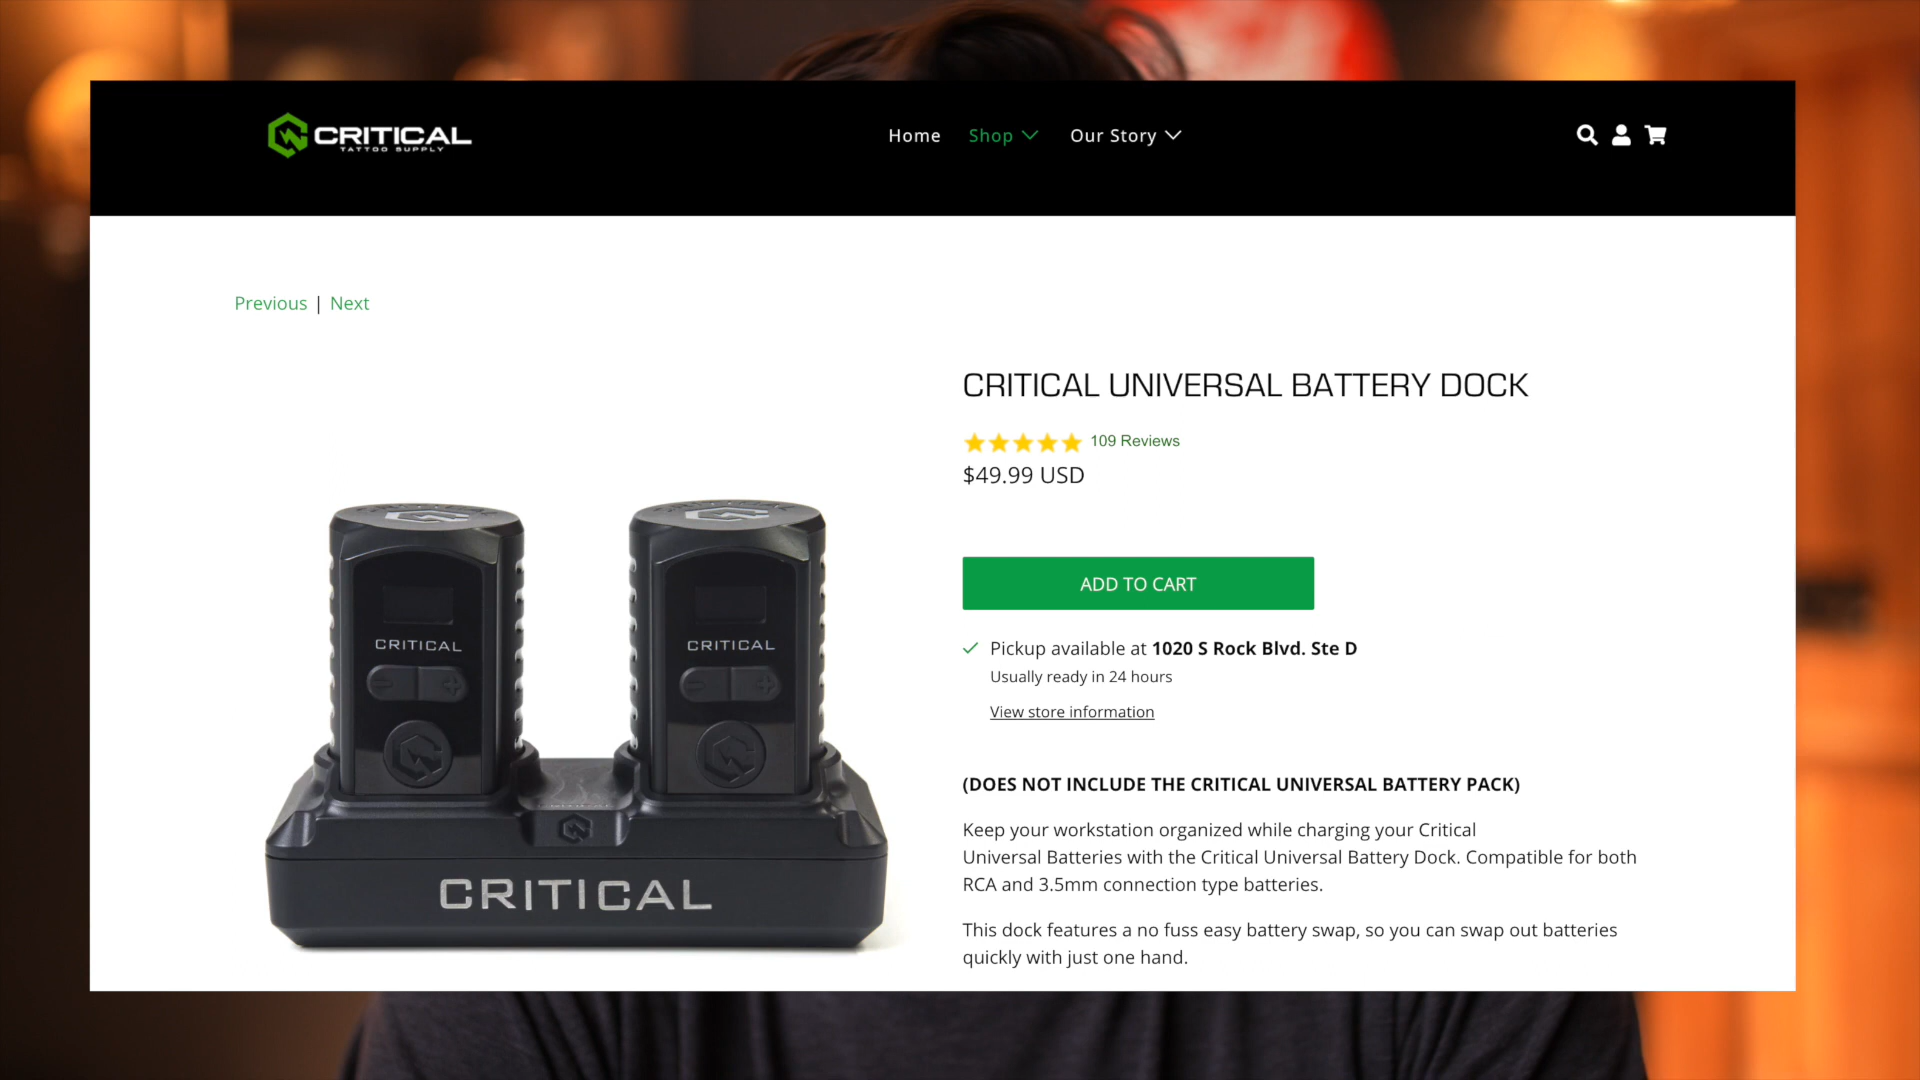 CRITICAL
TATTOO SUPPLY
Home
Shop
Our Story
Previous | Next
CRITICAL UNIVERSAL BATTERY DOCK
109 Reviews
$49.99 USD
ADD TO CART
Pickup available at 1020 S Rock Blvd. Ste D
Usually ready in 24 hours
View store information
(DOES NOT INCLUDE THE CRITICAL UNIVERSAL BATTERY PACK)
Keep your workstation organized while charging your Critical
Universal Batteries with the Critical Universal Battery Dock. Compatible for both
RCA and 3.5mm connection type batteries.
This dock features a no fuss easy battery swap, so you can swap out batteries
quickly with just one hand.
CRITICAL
CRITICAL
CRITICAL